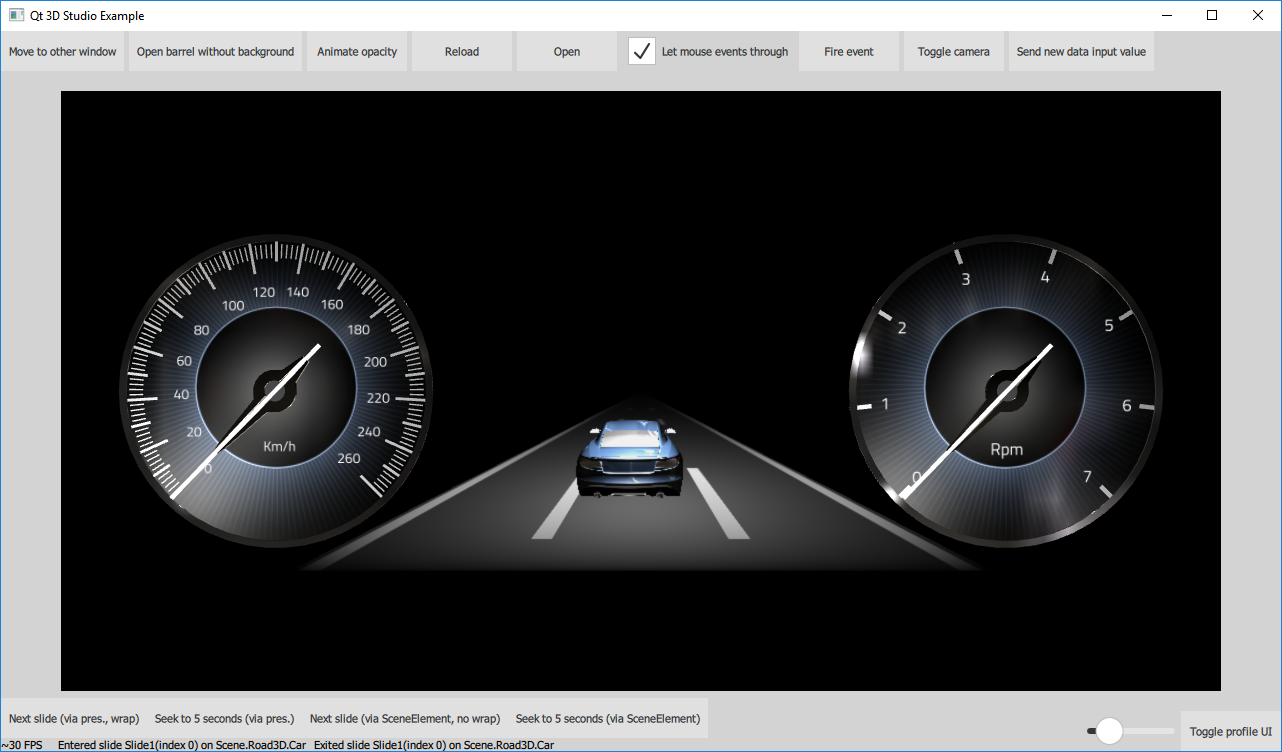 Qt 3D Studio Example
Move to other window Open barrel without background Animate opacity Reload Open Let mouse events through Fire event Toggle camera Send new data input value
0 20 40 60 80 100 120 140 160 180 200 220 240 260
Km/h
0 1 2 3 4 5 6 7
Rpm
Next slide (via pres., wrap) Seek to 5 seconds (via pres.) Next slide (via SceneElement, no wrap) Seek to 5 seconds (via SceneElement) Toggle profile UI
~30 FPS Entered slide Slide1(index 0) on Scene.Road3D.Car Exited slide Slide1(index 0) on Scene.Road3D.Car